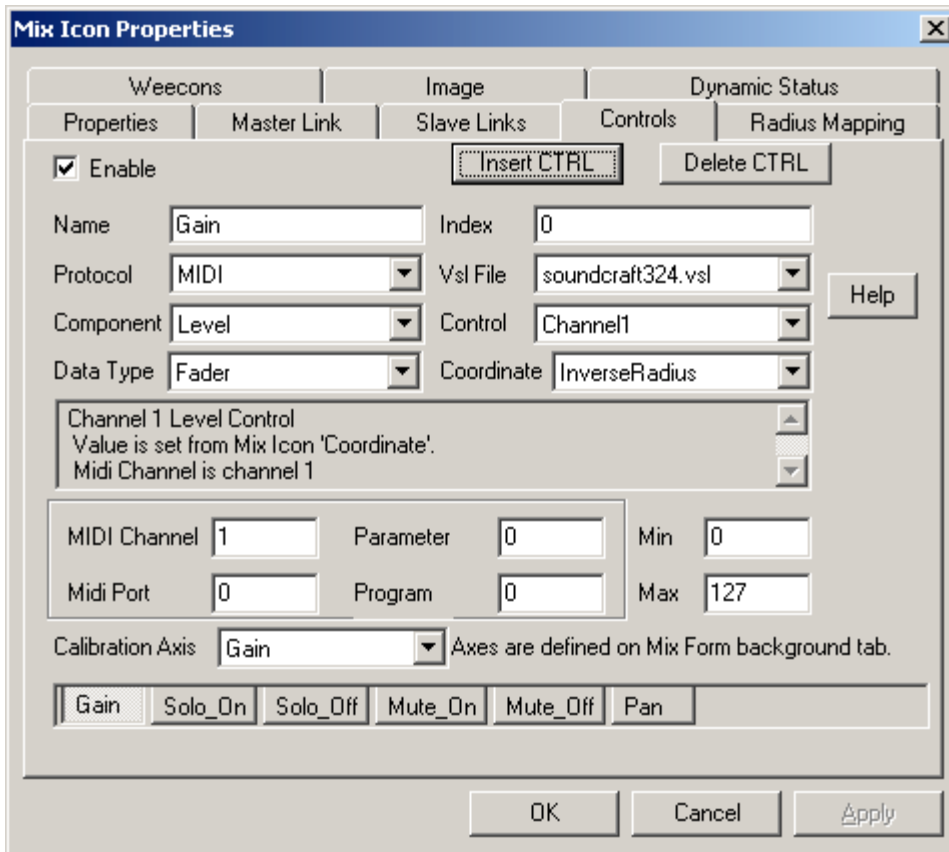 Mix Icon Properties
Weecons Image Dynamic Status
Properties Master Link Slave Links Controls Radius Mapping
Enable Insert CTRL Delete CTRL
Name Gain Index 0
Protocol MIDI Vsl File soundcraft324.vsl
Help
Component Level Control Channel1
Data Type Fader Coordinate InverseRadius
Channel 1 Level Control
Value is set from Mix Icon 'Coordinate'.
Midi Channel is channel 1
MIDI Channel 1 Parameter 0 Min 0
Midi Port 0 Program 0 Max 127
Calibration Axis Gain Axes are defined on Mix Form background tab.
Gain Solo_On Solo_Off Mute_On Mute_Off Pan
OK Cancel Apply